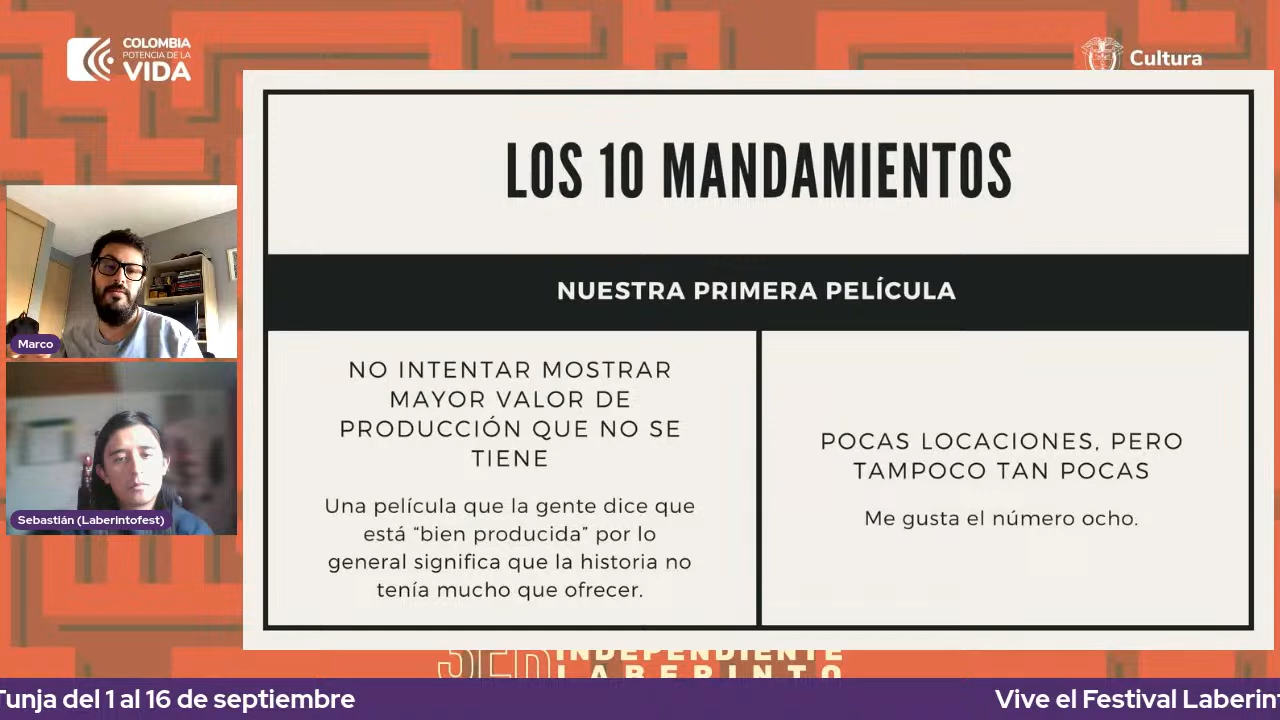 COLOMBIA
POTENCIA DE LA
VIDA
Cultura
LOS 10 MANDAMIENTOS
NUESTRA PRIMERA PELÍCULA
NO INTENTAR MOSTRAR
MAYOR VALOR DE
PRODUCCIÓN QUE NO SE
TIENE
Una película que la gente dice que
está “bien producida” por lo
general significa que la historia no
tenía mucho que ofrecer.
POCAS LOCACIONES, PERO
TAMPOCO TAN POCAS
Me gusta el número ocho.
Marco
Sebastián (Laberintofest)
SER
INDEPENDIENTE
LABERINTO
Tunja del 1 al 16 de septiembre
Vive el Festival Laberint